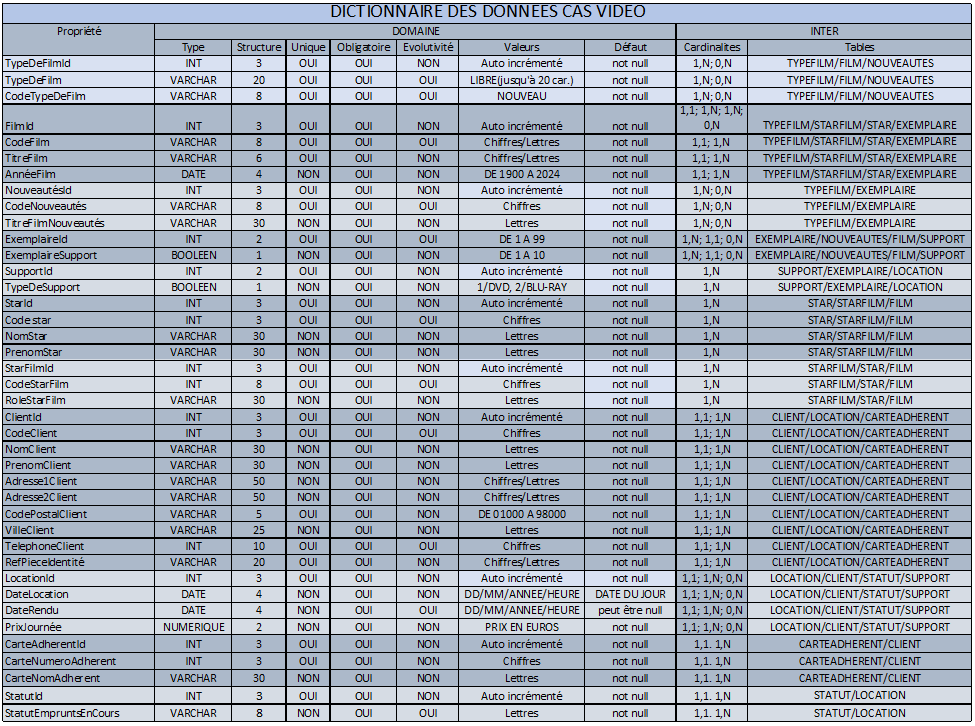 DICTIONNAIRE DES DONNEES CAS VIDEO
Propriété DOMAINE INTER
Type Structure Unique Obligatoire Evolutivité Valeurs Défaut Cardinalites Tables
TypeDeFilmId INT 3 OUI OUI NON Auto incrémenté not null 1,N; 0,N TYPEFILM/FILM/NOUVEAUTES
TypeDeFilm VARCHAR 20 OUI OUI OUI LIBRE(jusqu'à 20 car.) not null 1,N; 0,N TYPEFILM/FILM/NOUVEAUTES
CodeTypeDeFilm VARCHAR 8 OUI OUI OUI NOUVEAU not null 1,N; 0,N TYPEFILM/FILM/NOUVEAUTES
FilmId INT 3 OUI OUI NON Auto incrémenté not null 1,1; 1,N; 1,N; 0,N TYPEFILM/STARFILM/STAR/EXEMPLAIRE
CodeFilm VARCHAR 8 OUI OUI OUI Chiffres/Lettres not null 1,1; 1,N TYPEFILM/STARFILM/STAR/EXEMPLAIRE
TitreFilm VARCHAR 6 OUI OUI NON Chiffres/Lettres not null 1,1; 1,N TYPEFILM/STARFILM/STAR/EXEMPLAIRE
AnnéeFilm DATE 4 NON OUI NON DE 1900 A 2024 not null 1,1; 1,N TYPEFILM/STARFILM/STAR/EXEMPLAIRE
NouveautésId INT 3 OUI OUI NON Auto incrémenté not null 1,N; 0,N TYPEFILM/EXEMPLAIRE
CodeNouveautés VARCHAR 8 OUI OUI OUI Chiffres not null 1,N; 0,N TYPEFILM/EXEMPLAIRE
TitreFilmNouveautés VARCHAR 30 NON OUI NON Lettres not null 1,N; 0,N TYPEFILM/EXEMPLAIRE
ExemplaireId INT 2 OUI OUI OUI DE 1 A 99 not null 1,N; 1,1; 0,N EXEMPLAIRE/NOUVEAUTES/FILM/SUPPORT
ExemplaireSupport BOOLEEN 1 NON OUI NON DE 1 A 10 not null 1,N; 1,1; 0,N EXEMPLAIRE/NOUVEAUTES/FILM/SUPPORT
SupportId INT 2 OUI OUI NON Auto incrémenté not null 1,N SUPPORT/EXEMPLAIRE/LOCATION
TypeDeSupport BOOLEEN 1 NON OUI NON 1/DVD, 2/BLU-RAY not null 1,N SUPPORT/EXEMPLAIRE/LOCATION
StarId INT 3 OUI OUI NON Auto incrémenté not null 1,N STAR/STARFILM/FILM
Code star INT 3 OUI OUI OUI Chiffres not null 1,N STAR/STARFILM/FILM
NomStar VARCHAR 30 NON OUI NON Lettres not null 1,N STAR/STARFILM/FILM
PrenomStar VARCHAR 30 NON OUI NON Lettres not null 1,N STAR/STARFILM/FILM
StarFilmId INT 3 OUI OUI NON Auto incrémenté not null 1,N STARFILM/STAR/FILM
CodeStarFilm INT 8 OUI OUI OUI Chiffres not null 1,N STARFILM/STAR/FILM
RoleStarFilm VARCHAR 30 NON OUI NON Lettres not null 1,N STARFILM/STAR/FILM
ClientId INT 3 OUI OUI NON Auto incrémenté not null 1,1; 1,N CLIENT/LOCATION/CARTEADHERENT
CodeClient INT 3 OUI OUI OUI Chiffres not null 1,1; 1,N CLIENT/LOCATION/CARTEADHERENT
NomClient VARCHAR 30 NON OUI NON Lettres not null 1,1; 1,N CLIENT/LOCATION/CARTEADHERENT
PrenomClient VARCHAR 30 NON OUI NON Lettres not null 1,1; 1,N CLIENT/LOCATION/CARTEADHERENT
Adresse1Client VARCHAR 50 NON OUI NON Chiffres/Lettres not null 1,1; 1,N CLIENT/LOCATION/CARTEADHERENT
Adresse2Client VARCHAR 50 NON OUI NON Chiffres/Lettres not null 1,1; 1,N CLIENT/LOCATION/CARTEADHERENT
CodePostalClient VARCHAR 5 OUI OUI NON DE 01000 A 98000 not null 1,1; 1,N CLIENT/LOCATION/CARTEADHERENT
VilleClient VARCHAR 25 NON OUI NON Lettres not null 1,1; 1,N CLIENT/LOCATION/CARTEADHERENT
TelephoneClient INT 10 OUI OUI OUI Chiffres not null 1,1; 1,N CLIENT/LOCATION/CARTEADHERENT
RefPieceIdentité VARCHAR 20 OUI OUI NON Chiffres/Lettres not null 1,1; 1,N CLIENT/LOCATION/CARTEADHERENT
LocationId INT 3 OUI OUI NON Auto incrémenté not null 1,1; 1,N; 0,N LOCATION/CLIENT/STATUT/SUPPORT
DateLocation DATE 4 NON OUI NON DD/MM/ANNEE/HEURE DATE DU JOUR 1,1; 1,N; 0,N LOCATION/CLIENT/STATUT/SUPPORT
DateRendu DATE 4 NON OUI OUI DD/MM/ANNEE/HEURE peut être null 1,1; 1,N; 0,N LOCATION/CLIENT/STATUT/SUPPORT
PrixJournée NUMERIQUE 2 NON OUI NON PRIX EN EUROS not null 1,1; 1,N; 0,N LOCATION/CLIENT/STATUT/SUPPORT
CarteAdherentId INT 3 OUI OUI NON Auto incrémenté not null 1,1. 1,N CARTEADHERENT/CLIENT
CarteNumeroAdherent INT 3 OUI OUI NON Chiffres not null 1,1. 1,N CARTEADHERENT/CLIENT
CarteNomAdherent VARCHAR 30 NON OUI NON Lettres not null 1,1. 1,N CARTEADHERENT/CLIENT
StatutId INT 3 OUI OUI NON Auto incrémenté not null 1,1. 1,N STATUT/LOCATION
StatutEmpruntsEnCours VARCHAR 8 NON OUI OUI Lettres not null 1,1. 1,N STATUT/LOCATION